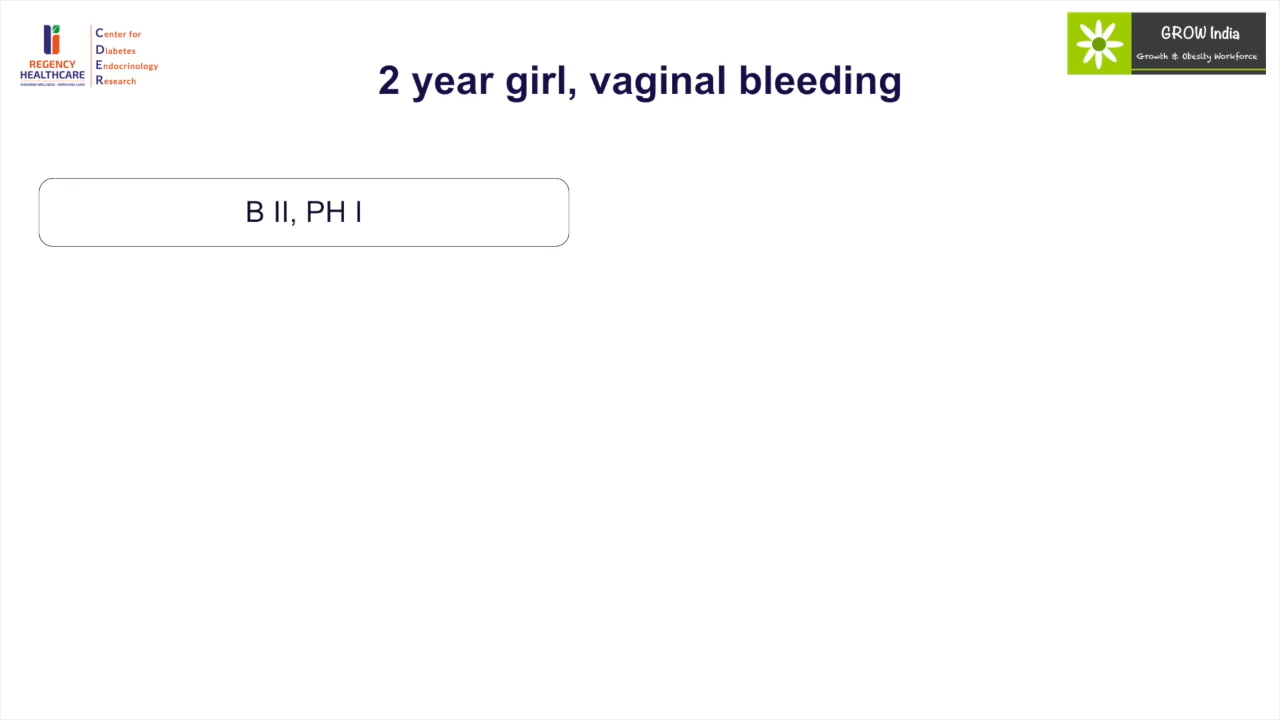 REGENCY
HEALTHCARE
Center for
Diabetes
Endocrinology
Research
GROW India
Growth & Obesity Workforce
2 year girl, vaginal bleeding
B II, PH I